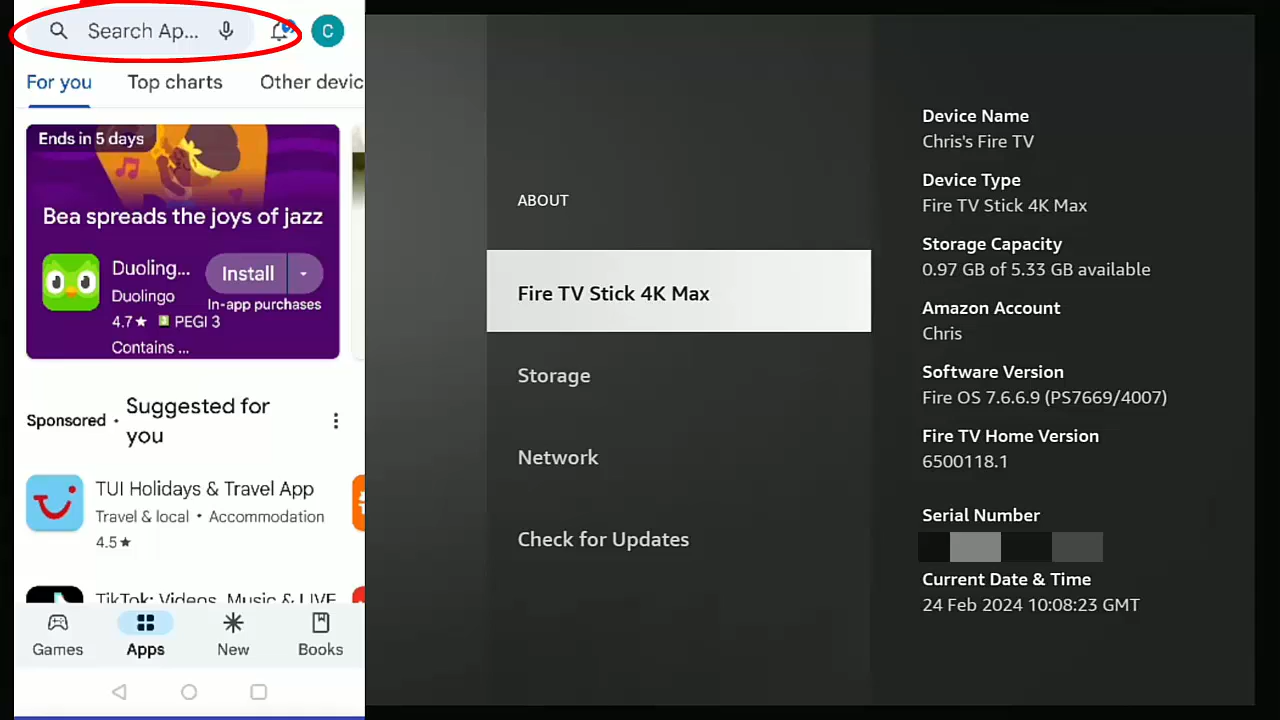 Search Ap...
C
For you
Top charts
Other devic
Ends in 5 days
Bea spreads the joys of jazz
Duoling...
Duolingo
4.7★ PEGI 3
Contains ...
Install
In-app purchases
Sponsored · Suggested for
you
TUI Holidays & Travel App
Travel & local • Accommodation
4.5★
TikTok: Videos, Music & LIVE
Games
Apps
New
Books
ABOUT
Fire TV Stick 4K Max
Storage
Network
Check for Updates
Device Name
Chris's Fire TV
Device Type
Fire TV Stick 4K Max
Storage Capacity
0.97 GB of 5.33 GB available
Amazon Account
Chris
Software Version
Fire OS 7.6.6.9 (PS7669/4007)
Fire TV Home Version
6500118.1
Serial Number
Current Date & Time
24 Feb 2024 10:08:23 GMT